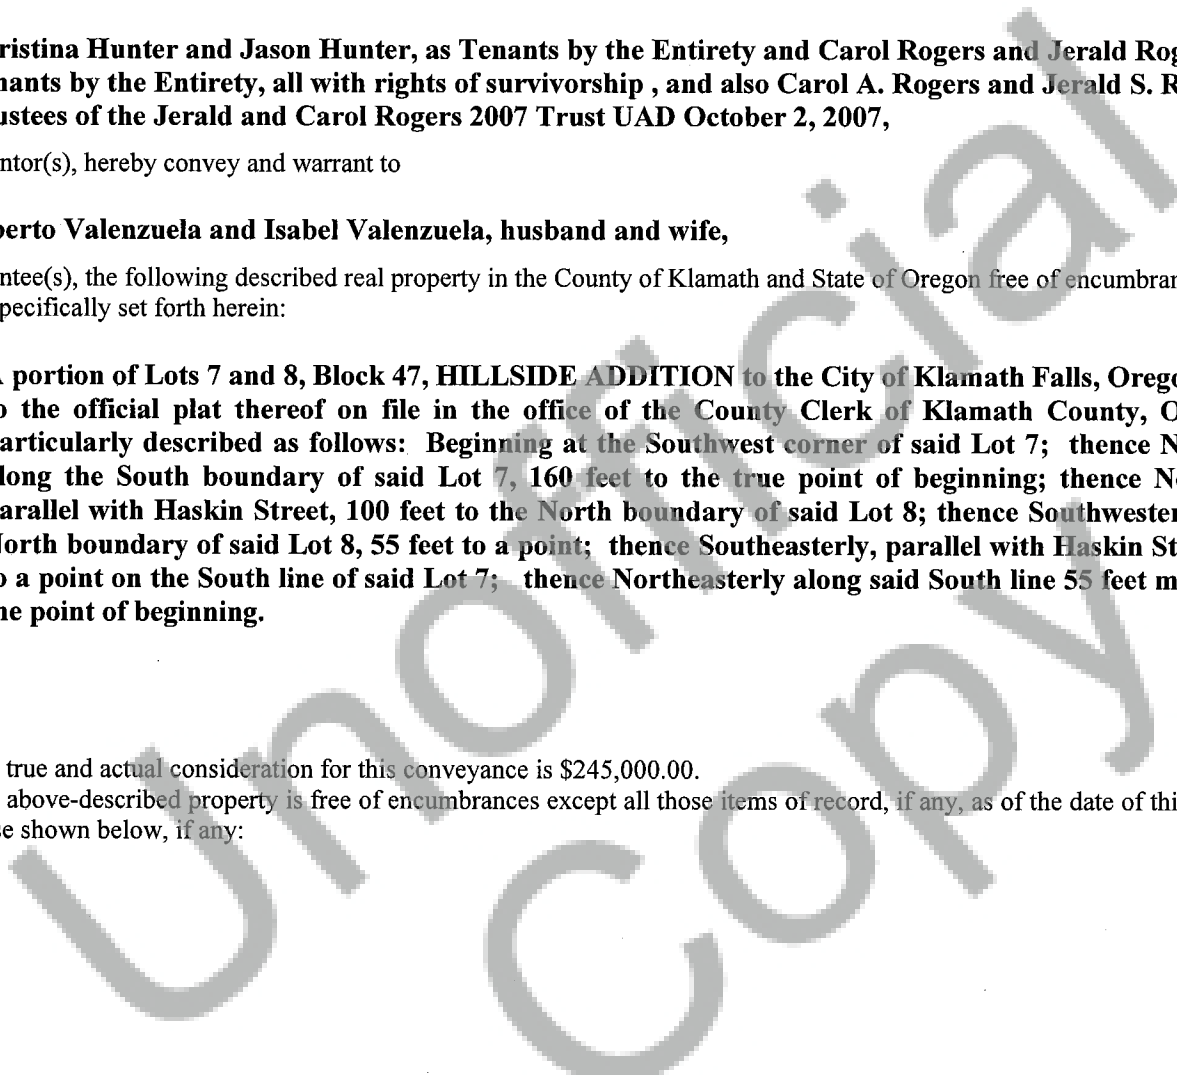 ristina Hunter and Jason Hunter, as Tenants by the Entirety and Carol Rogers and Jerald Rog
nants by the Entirety, all with rights of survivorship , and also Carol A. Rogers and Jerald S. R
ustees of the Jerald and Carol Rogers 2007 Trust UAD October 2, 2007,
ntor(s), hereby convey and warrant to
berto Valenzuela and Isabel Valenzuela, husband and wife,
ntee(s), the following described real property in the County of Klamath and State of Oregon free of encumbran
pecifically set forth herein:
portion of Lots 7 and 8, Block 47, HILLSIDE ADDITION to the City of Klamath Falls, Orego
o the official plat thereof on file in the office of the County Clerk of Klamath County, O
articularly described as follows: Beginning at the Southwest corner of said Lot 7; thence N
long the South boundary of said Lot 7, 160 feet to the true point of beginning; thence No
arallel with Haskin Street, 100 feet to the North boundary of said Lot 8; thence Southwester
North boundary of said Lot 8, 55 feet to a point; thence Southeasterly, parallel with Haskin St
o a point on the South line of said Lot 7; thence Northeasterly along said South line 55 feet m
he point of beginning.
true and actual consideration for this conveyance is $245,000.00.
above-described property is free of encumbrances except all those items of record, if any, as of the date of thi
se shown below, if any:
Unofficial
Copy